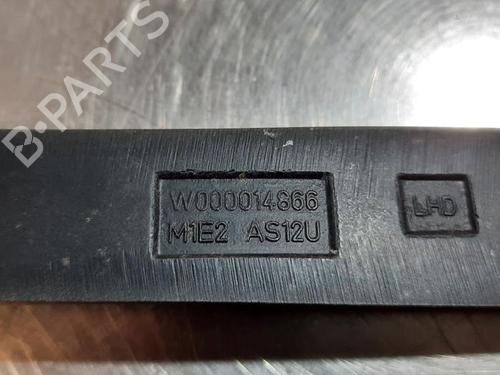 B-PARTS
W000014866
M1E2 AS12U
LHD